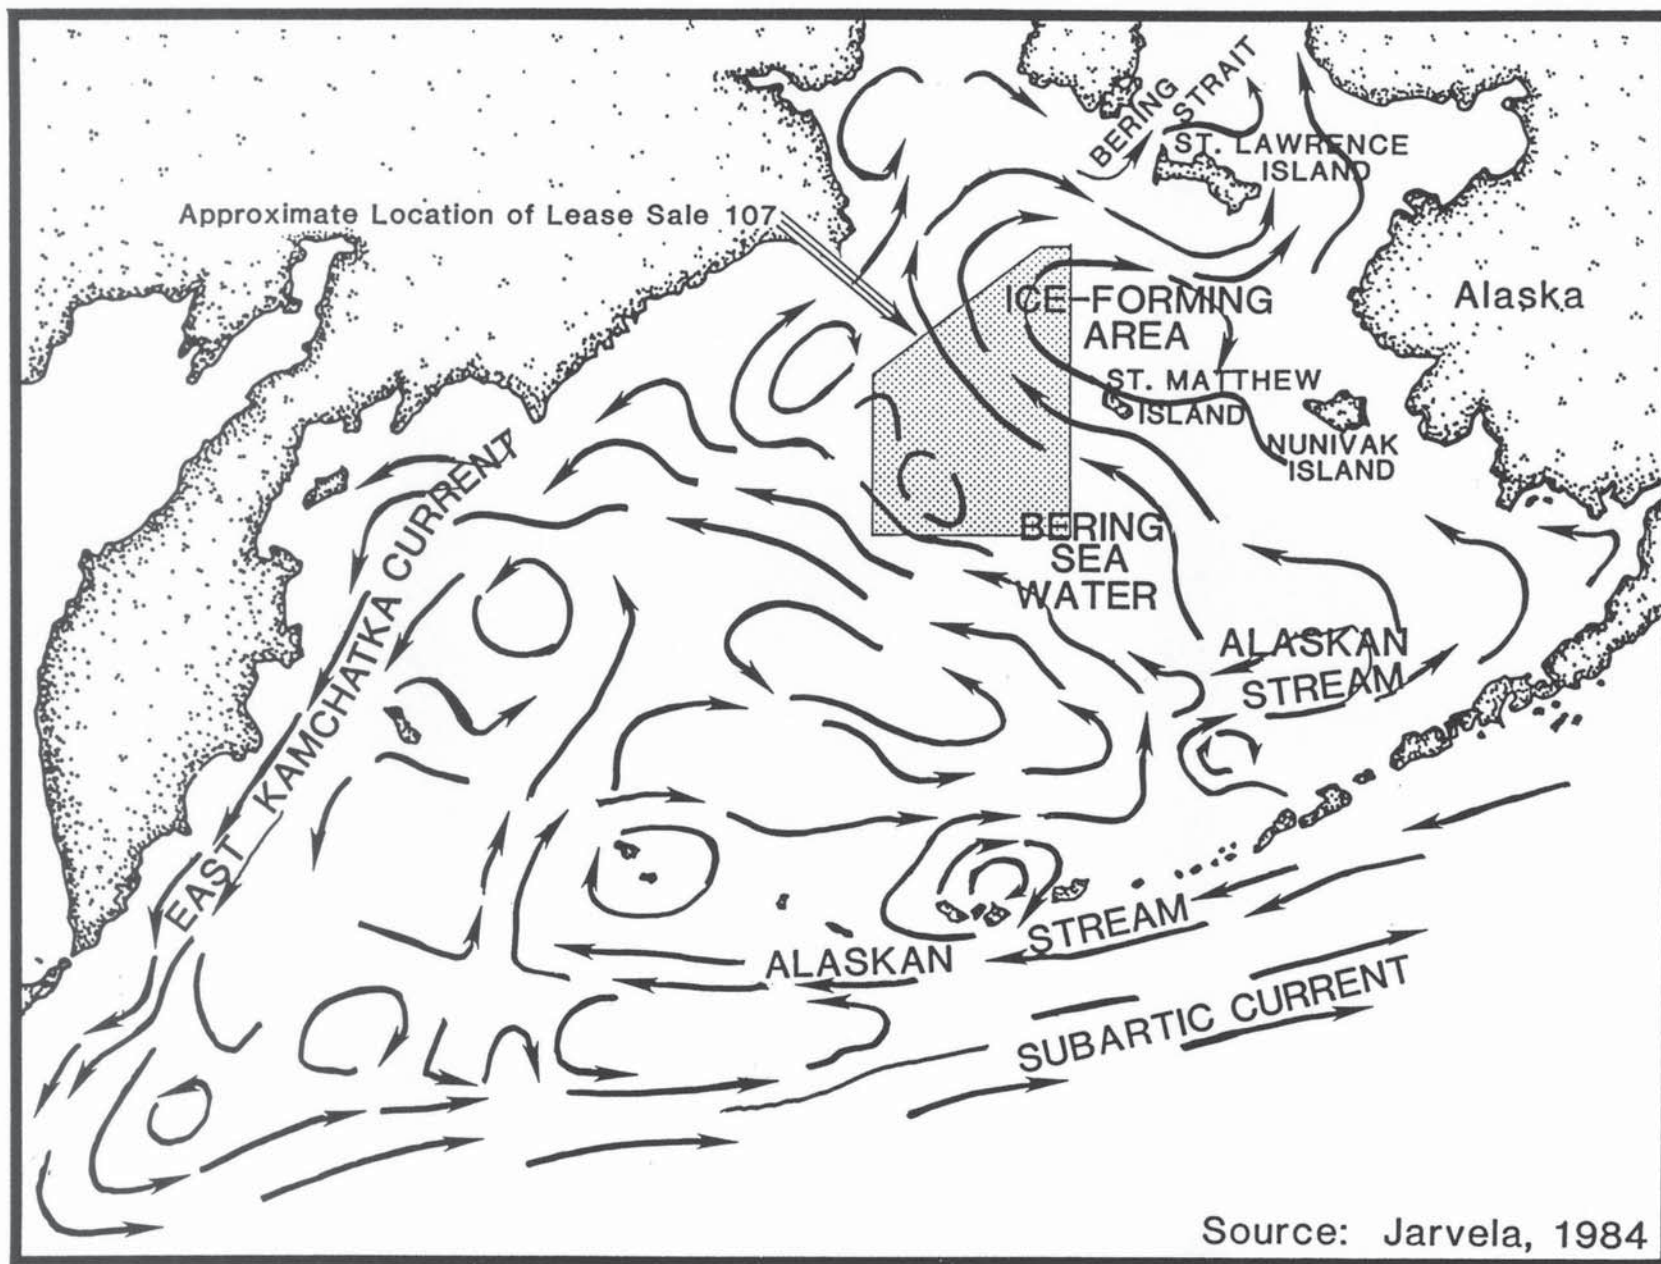 BERING
STRAIT
ST. LAWRENCE
ISLAND
Approximate Location of Lease Sale 107
ICE-FORMING
AREA
Alaska
ST. MATTHEW
ISLAND
NUNIVAK
ISLAND
BERING
SEA
WATER
EAST KAMCHATKA CURRENT
ALASKAN
STREAM
ALASKAN STREAM
SUBARTIC CURRENT
Source: Jarvela, 1984